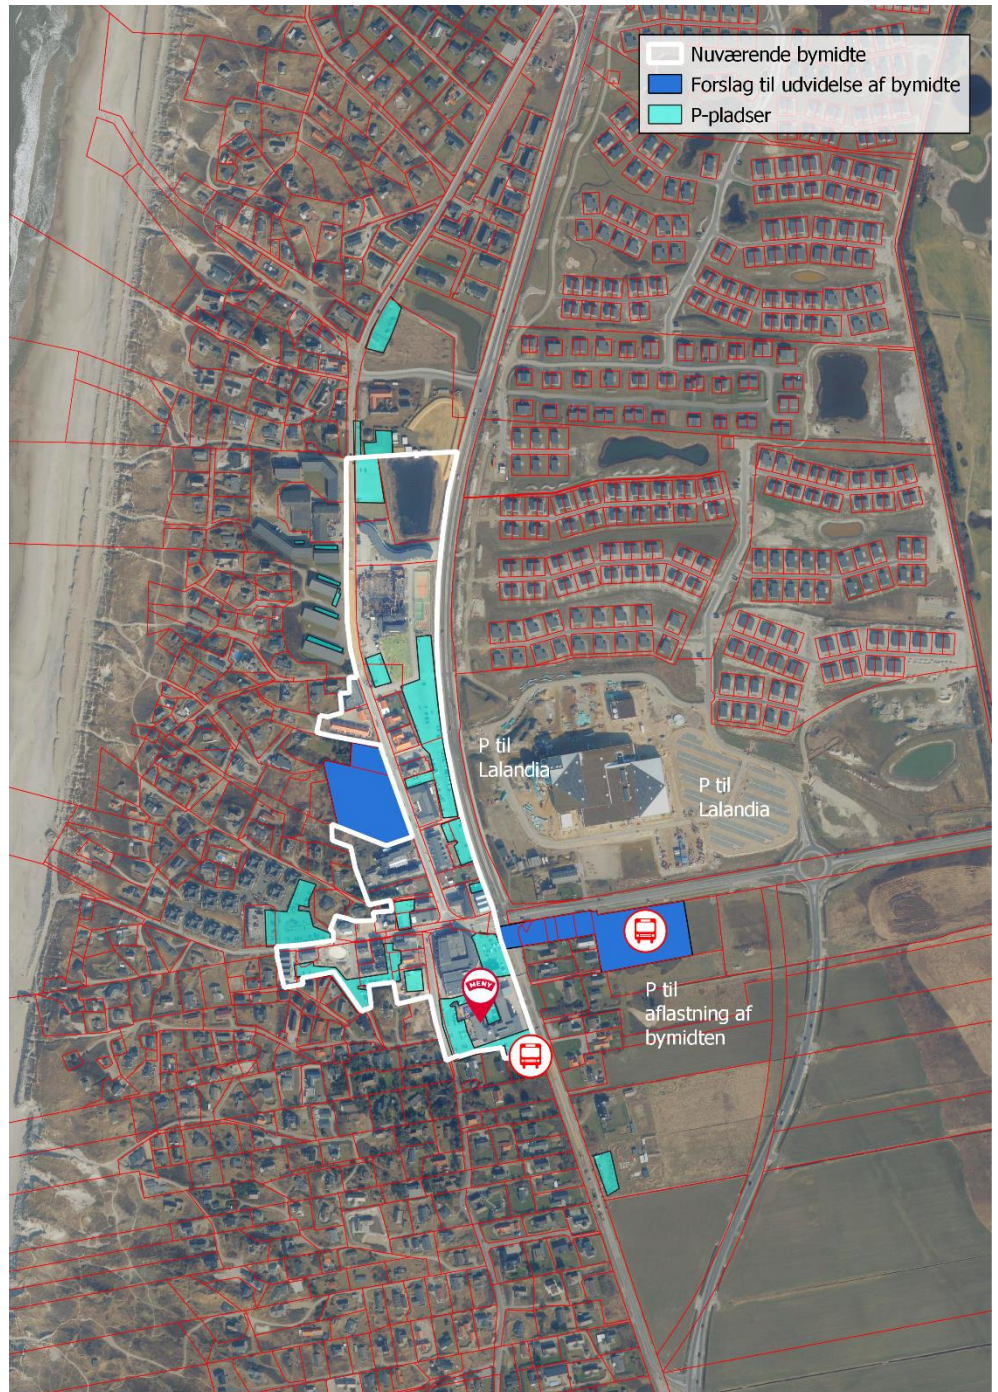 Nuværende bymidte
Forslag til udvidelse af bymidte
P-pladser
P til
Lalandia
P til
Lalandia
MENY
P til
aflastning af
bymidten